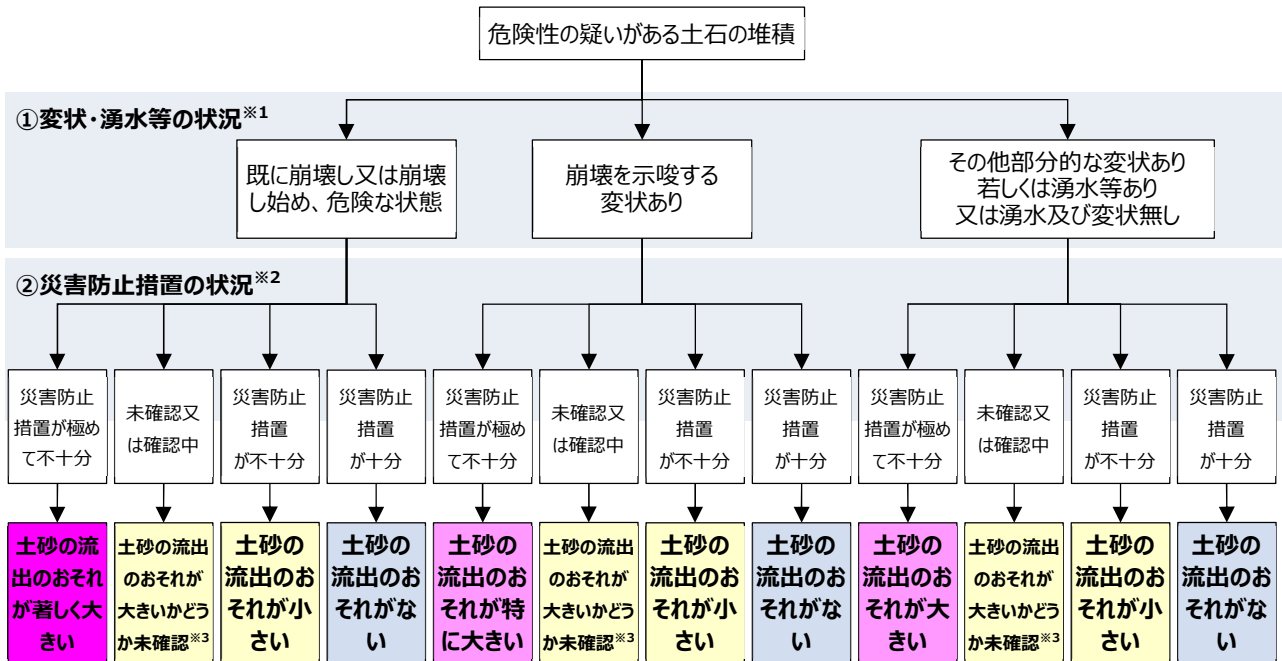 危険性の疑いがある土石の堆積
①変状・湧水等の状況※1
既に崩壊し又は崩壊
し始め、危険な状態
崩壊を示唆する
変状あり
その他部分的な変状あり
若しくは湧水等あり
又は湧水及び変状無し
②災害防止措置の状況※2
災害防止
措置が極め
て不十分
未確認又
は確認中
災害防止
措置
が不十分
災害防止
措置
が十分
災害防止
措置が極め
て不十分
未確認又
は確認中
災害防止
措置
が不十分
災害防止
措置
が十分
災害防止
措置が極め
て不十分
未確認又
は確認中
災害防止
措置
が不十分
災害防止
措置
が十分
土砂の流
出のおそれ
が著しく大
きい
土砂の流出
のおそれが
大きいかどう
か未確認※3
土砂の
流出のお
それが小
さい
土砂の
流出のお
それがな
い
土砂の
流出のお
それが特
に大きい
土砂の流出
のおそれが
大きいかどう
か未確認※3
土砂の
流出のお
それが小
さい
土砂の
流出のお
それがな
い
土砂の
流出のお
それが大
きい
土砂の流出
のおそれが
大きいかどう
か未確認※3
土砂の
流出のお
それが小
さい
土砂の
流出のお
それがな
い